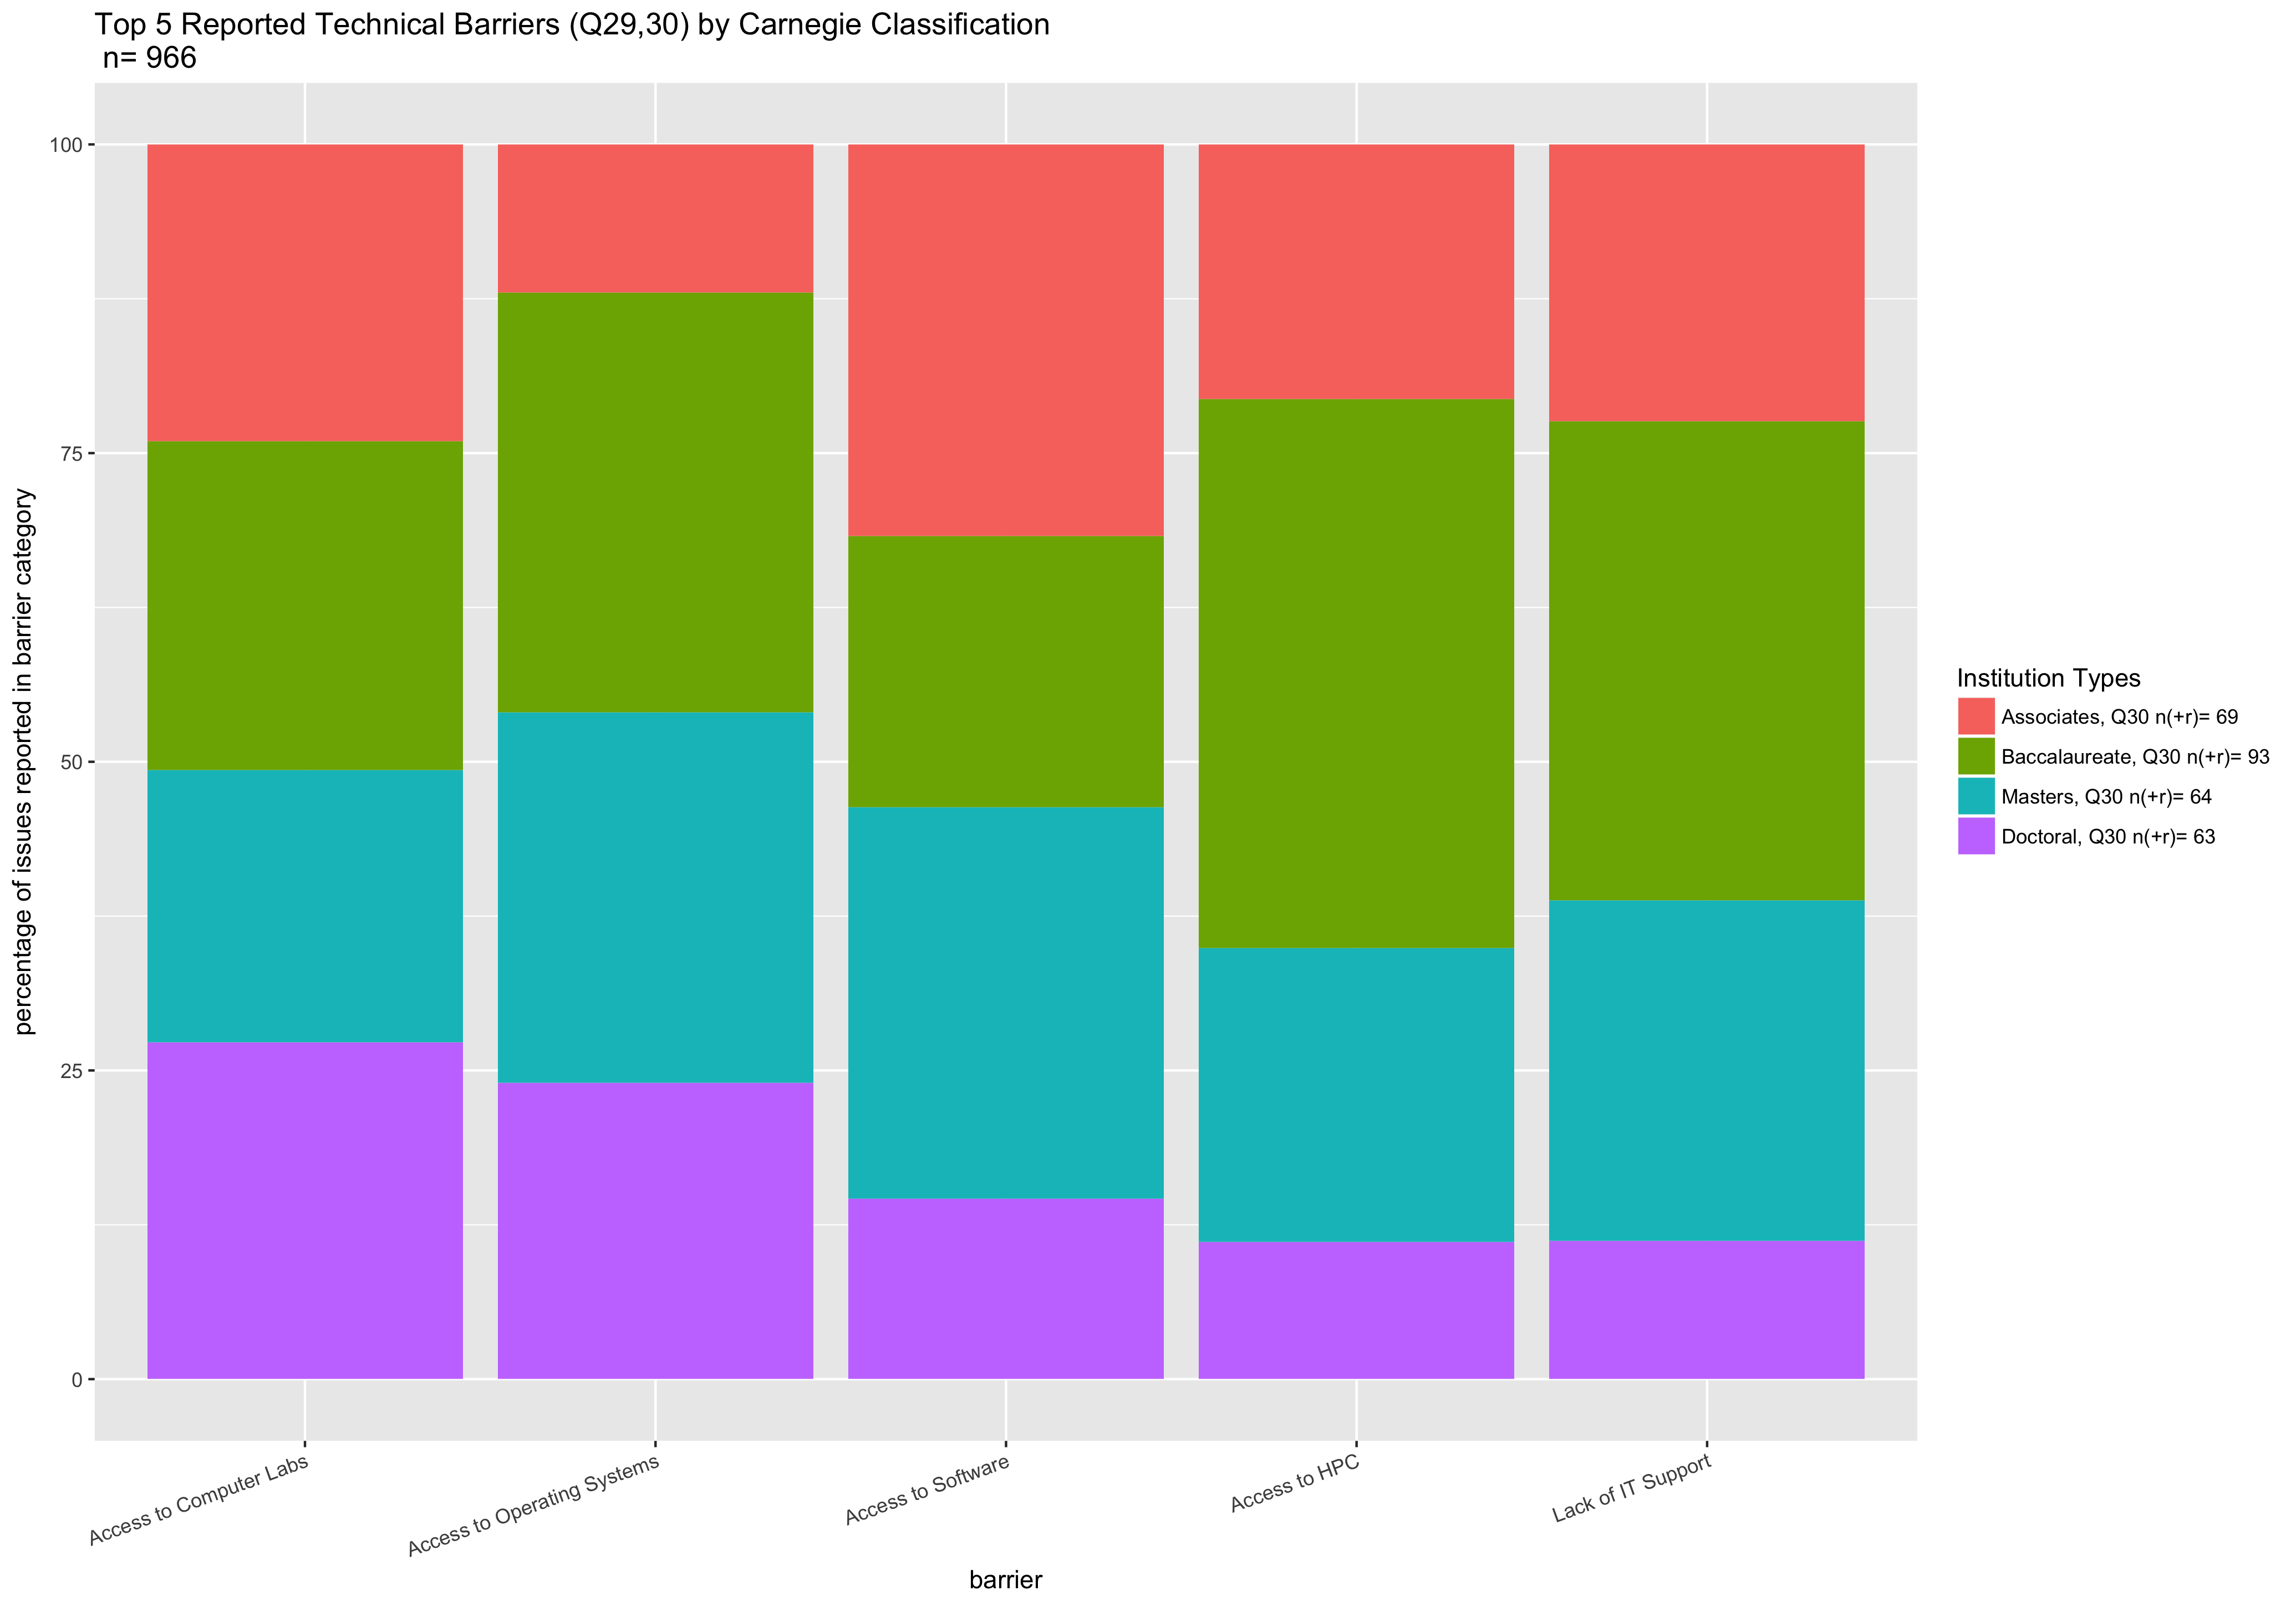 Top 5 Reported Technical Barriers (Q29,30) by Carnegie Classification
n= 966
percentage of issues reported in barrier category
100
75
50
25
0
Access to Computer Labs
Access to Operating Systems
Access to Software
Access to HPC
Lack of IT Support
barrier
Institution Types
Associates, Q30 n(+r)= 69
Baccalaureate, Q30 n(+r)= 93
Masters, Q30 n(+r)= 64
Doctoral, Q30 n(+r)= 63